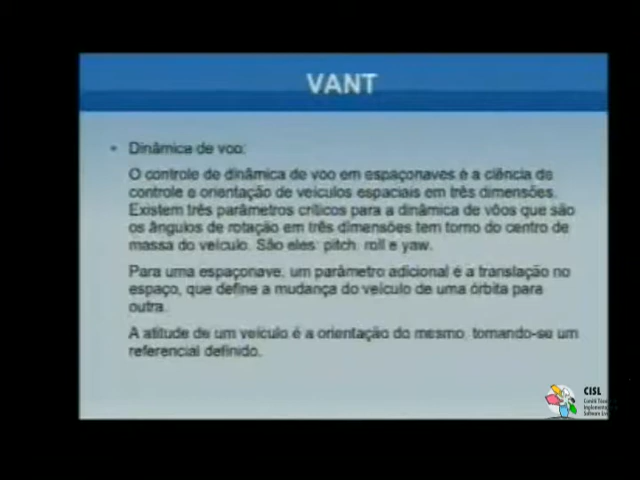 VANT
• Dinâmica de voo:
O controle de dinâmica de voo em espaçonaves é a ciência de
controle e orientação de veículos espaciais em três dimensões.
Existem três parâmetros críticos para a dinâmica de vôos que são
os ângulos de rotação em três dimensões tem torno do centro de
massa do veículo. São eles: pitch, roll e yaw.
Para uma espaçonave, um parâmetro adicional é a translação no
espaço, que define a mudança do veículo de uma órbita para
outra.
A atitude de um veículo é a orientação do mesmo, tomando-se um
referencial definido.
CISL